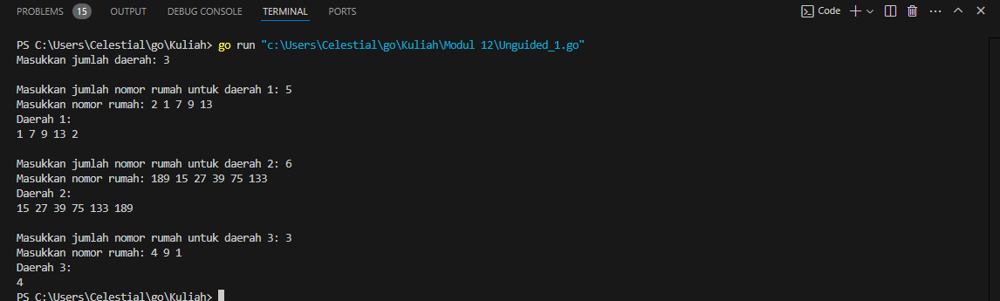 PROBLEMS 15 OUTPUT DEBUG CONSOLE TERMINAL PORTS Code
PS C:\Users\Celestial\go\Kuliah> go run "c:\Users\Celestial\go\Kuliah\Modul 12\Unguided_1.go"
Masukkan jumlah daerah: 3
Masukkan jumlah nomor rumah untuk daerah 1: 5
Masukkan nomor rumah: 2 1 7 9 13
Daerah 1:
1 7 9 13 2
Masukkan jumlah nomor rumah untuk daerah 2: 6
Masukkan nomor rumah: 189 15 27 39 75 133
Daerah 2:
15 27 39 75 133 189
Masukkan jumlah nomor rumah untuk daerah 3: 3
Masukkan nomor rumah: 4 9 1
Daerah 3:
4
PS C:\Users\Celestial\go\Kuliah>